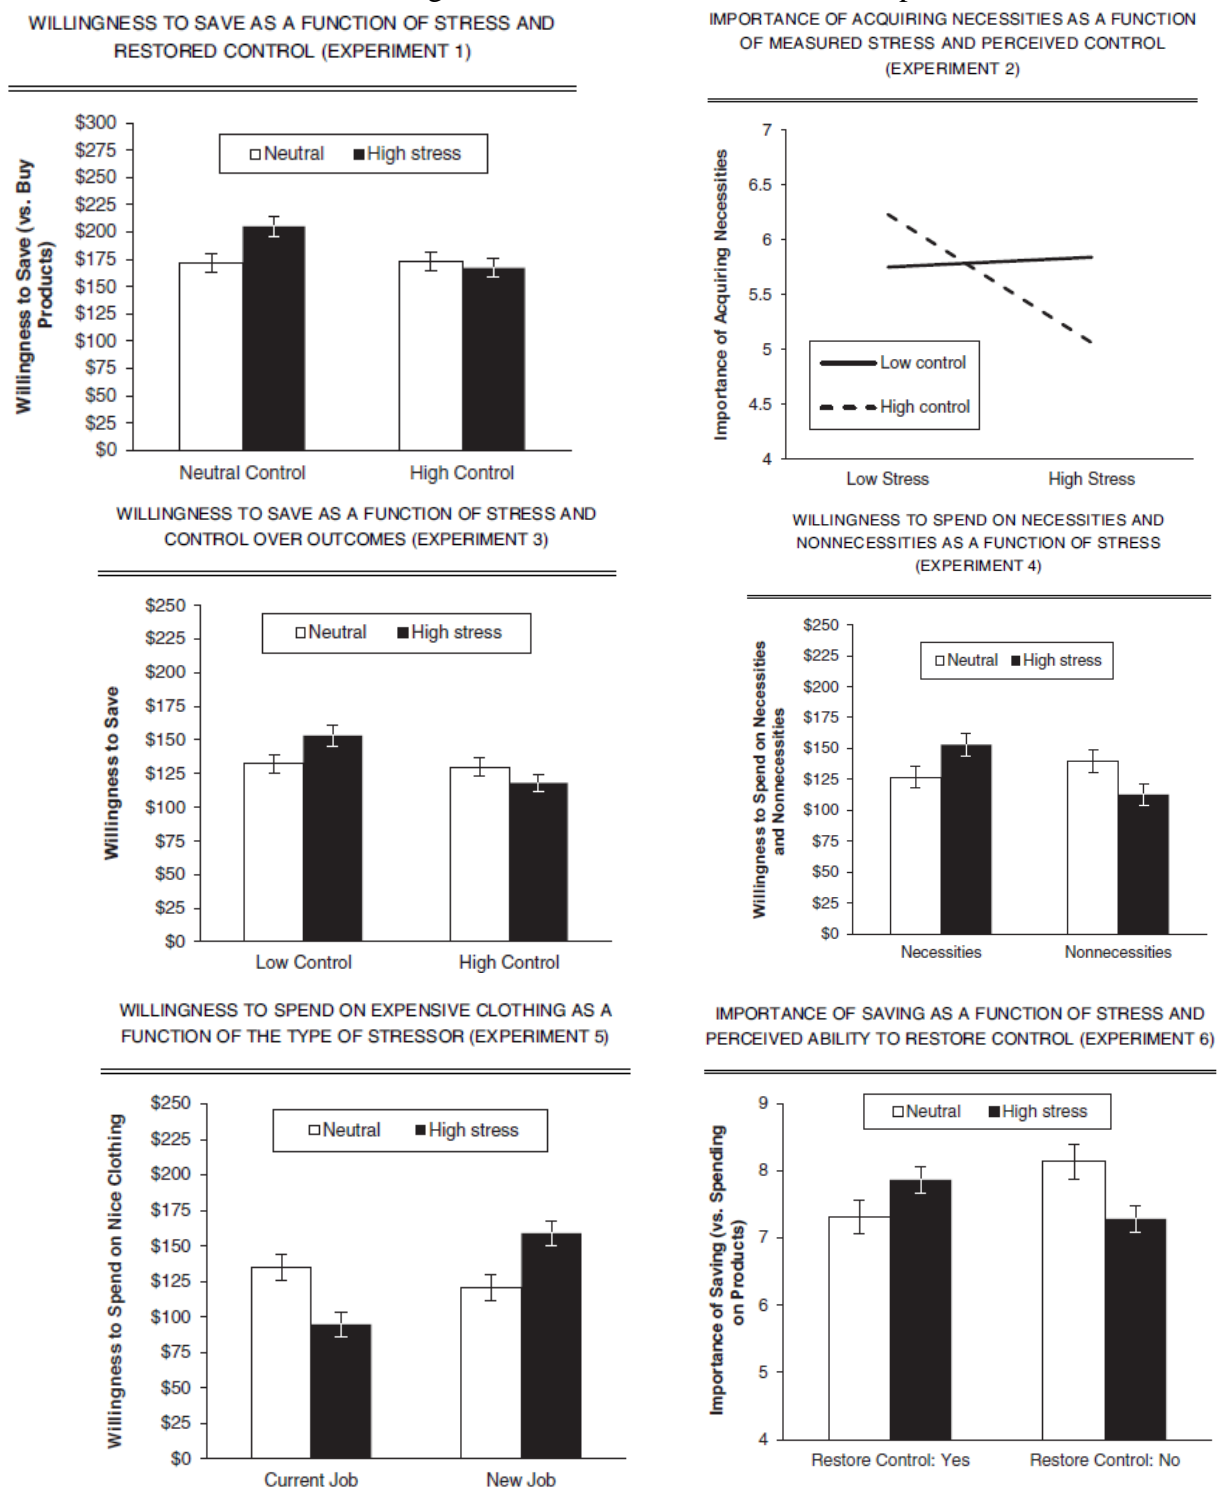 WILLINGNESS TO SAVE AS A FUNCTION OF STRESS AND
RESTORED CONTROL (EXPERIMENT 1)
$300
$275
$250
$225
$200
$175
$150
$125
$100
$75
$50
$25
$0
Willingness to Save (vs. Buy
Products)
Neutral
High stress
Neutral Control
High Control
IMPORTANCE OF ACQUIRING NECESSITIES AS A FUNCTION
OF MEASURED STRESS AND PERCEIVED CONTROL
(EXPERIMENT 2)
7
6.5
6
5.5
5
4.5
4
Importance of Acquiring Necessities
Low control
High control
Low Stress
High Stress
WILLINGNESS TO SAVE AS A FUNCTION OF STRESS AND
CONTROL OVER OUTCOMES (EXPERIMENT 3)
$250
$225
$200
$175
$150
$125
$100
$75
$50
$25
$0
Willingness to Save
Neutral
High stress
Low Control
High Control
WILLINGNESS TO SPEND ON NECESSITIES AND
NONNECESSITIES AS A FUNCTION OF STRESS
(EXPERIMENT 4)
$250
$225
$200
$175
$150
$125
$100
$75
$50
$25
$0
Willingness to Spend on Necessities
and Nonnecessities
Neutral
High stress
Necessities
Nonnecessities
WILLINGNESS TO SPEND ON EXPENSIVE CLOTHING AS A
FUNCTION OF THE TYPE OF STRESSOR (EXPERIMENT 5)
$250
$225
$200
$175
$150
$125
$100
$75
$50
$25
$0
Willingness to Spend on Nice Clothing
Neutral
High stress
Current Job
New Job
IMPORTANCE OF SAVING AS A FUNCTION OF STRESS AND
PERCEIVED ABILITY TO RESTORE CONTROL (EXPERIMENT 6)
9
8
7
6
5
4
Importance of Saving (vs. Spending
on Products)
Neutral
High stress
Restore Control: Yes
Restore Control: No